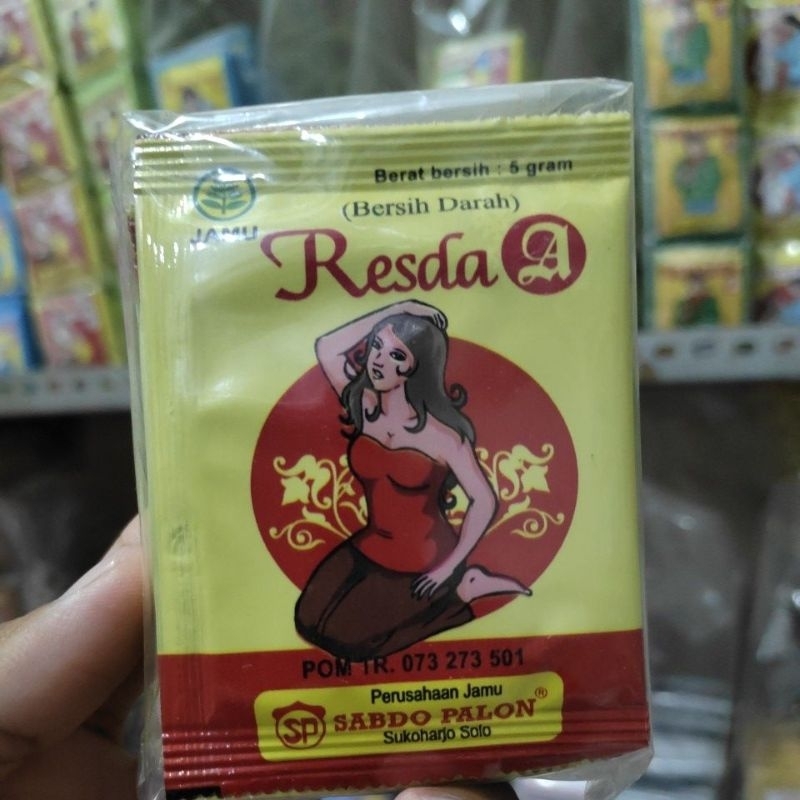 Berat bersih : 5 gram
(Bersih Darah)
JAMU
Resda A
POM TR. 073 273 501
Perusahaan Jamu
SP SABDO PALON ®
Sukoharjo Solo